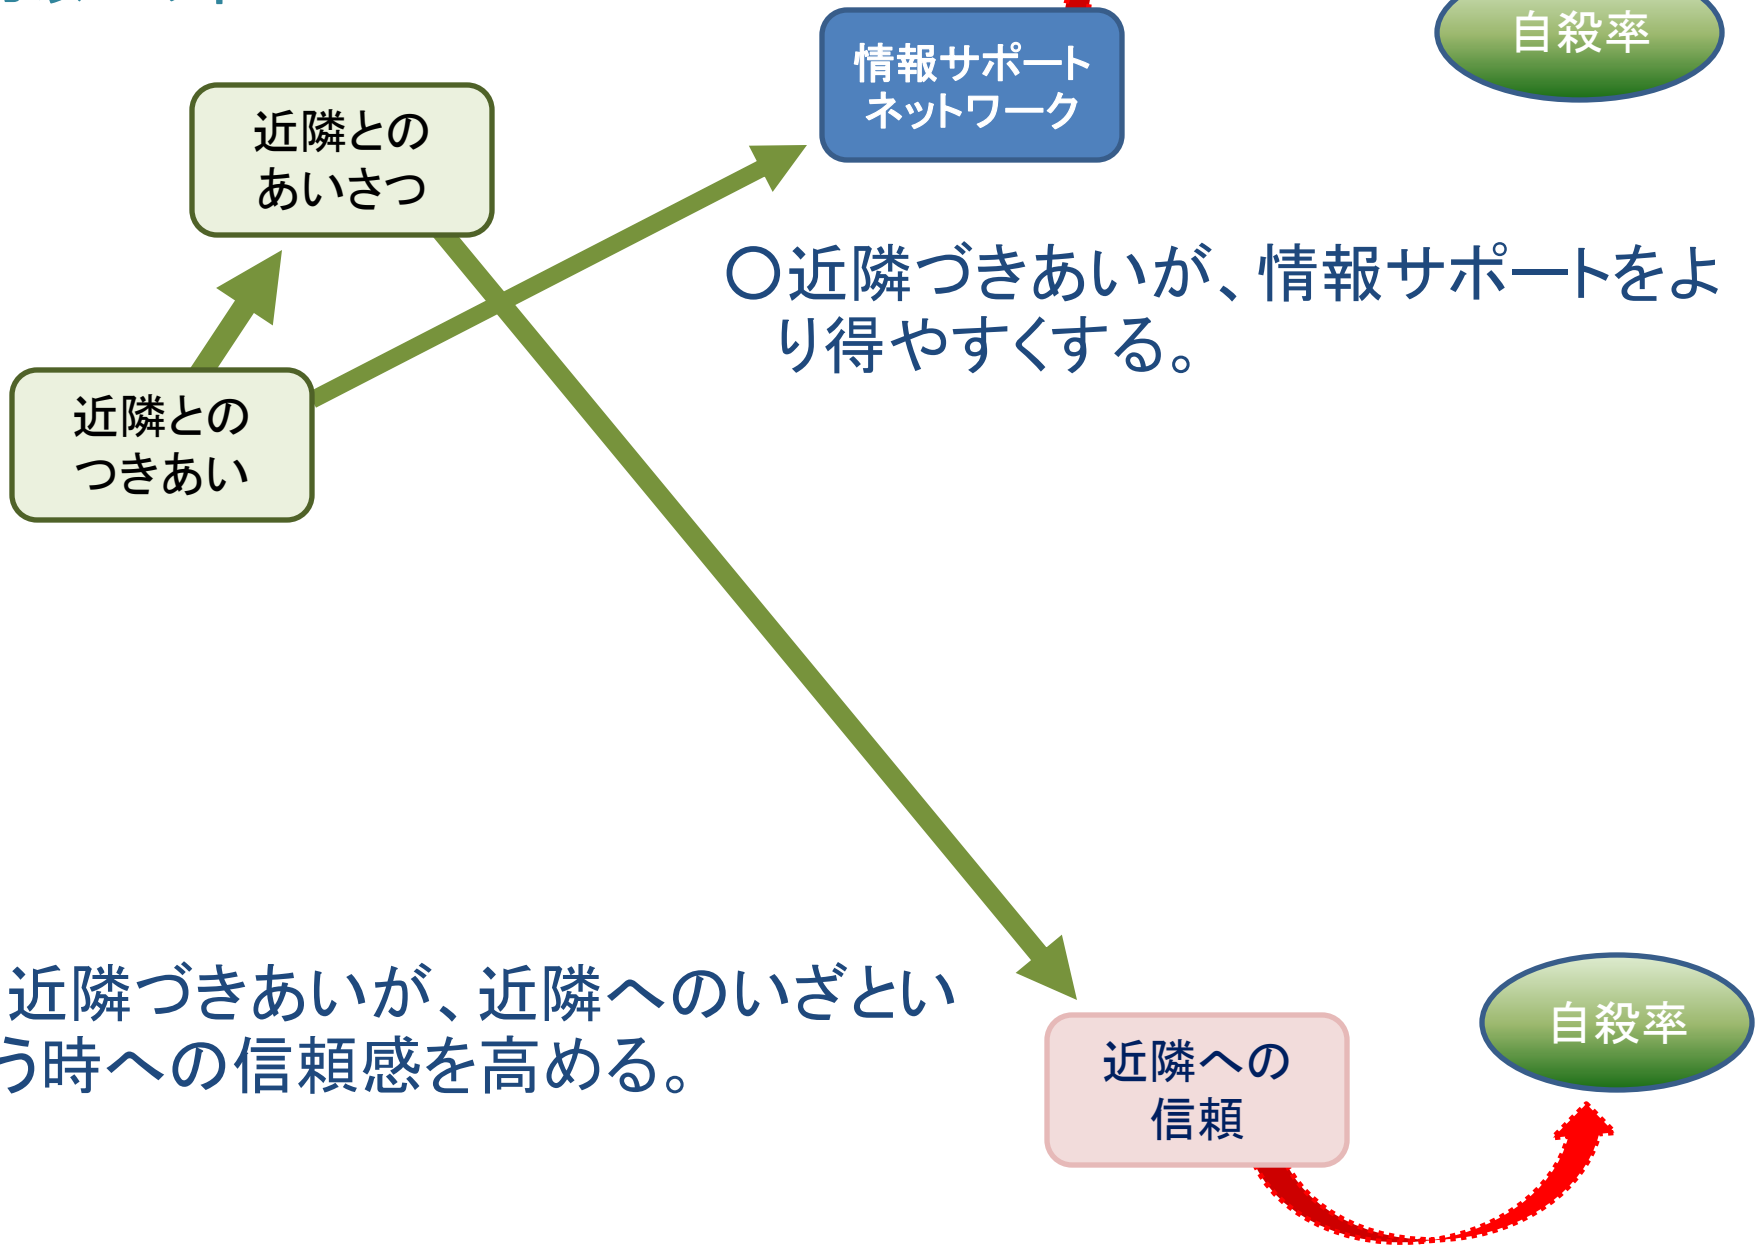 自殺率
情報サポート
ネットワーク
近隣との
あいさつ
○近隣づきあいが、情報サポートをよ
り得やすくする。
近隣との
つきあい
近隣づきあいが、近隣へのいざとい
う時への信頼感を高める。
自殺率
近隣への
信頼